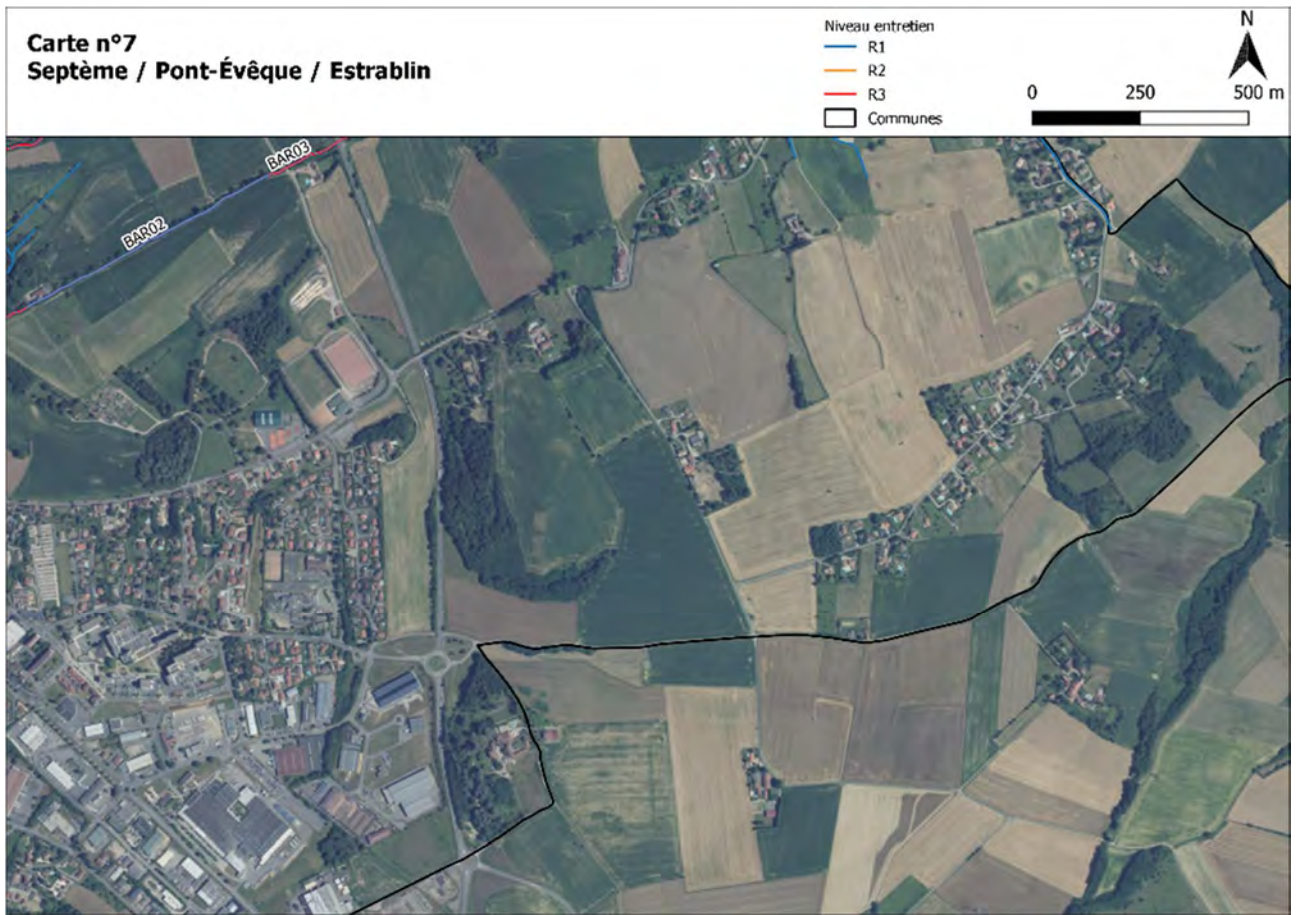 Carte n°7
Septème / Pont-Évêque / Estrablin
Niveau entretien
R1
R2
R3
Communes
N
0 250 500 m
BAR03
BAR02